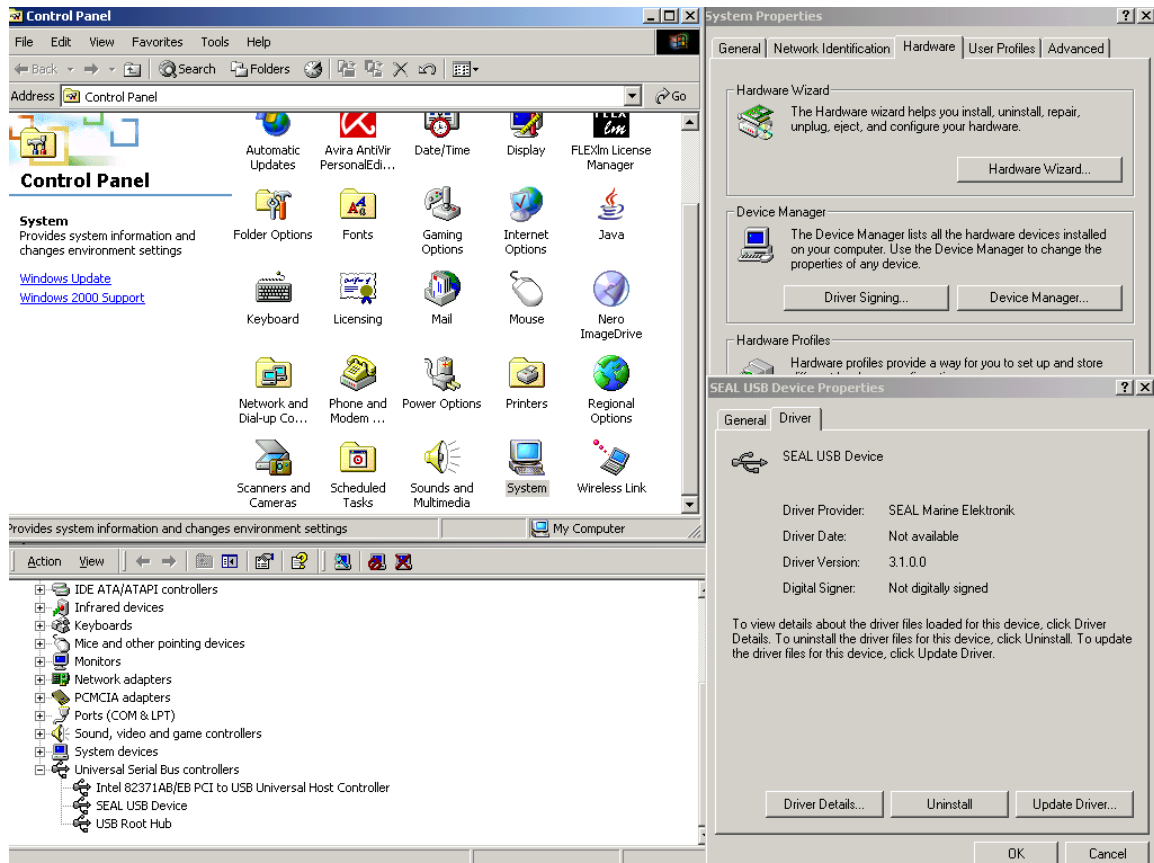 Control Panel
File Edit View Favorites Tools Help
Back Search Folders
Address Control Panel Go
Control Panel
System
Provides system information and
changes environment settings
Windows Update
Windows 2000 Support
Automatic
Updates
Avira AntiVir
PersonalEdi...
Date/Time
Display
FLEXlm License
Manager
Folder Options
Fonts
Gaming
Options
Internet
Options
Java
Keyboard
Licensing
Mail
Mouse
Nero
ImageDrive
Network and
Dial-up Co...
Phone and
Modem ...
Power Options
Printers
Regional
Options
Scanners and
Cameras
Scheduled
Tasks
Sounds and
Multimedia
System
Wireless Link
Provides system information and changes environment settings
My Computer
Action View
IDE ATA/ATAPI controllers
Infrared devices
Keyboards
Mice and other pointing devices
Monitors
Network adapters
PCMCIA adapters
Ports (COM & LPT)
Sound, video and game controllers
System devices
Universal Serial Bus controllers
Intel 82371AB/EB PCI to USB Universal Host Controller
SEAL USB Device
USB Root Hub
System Properties
General Network Identification Hardware User Profiles Advanced
Hardware Wizard
The Hardware wizard helps you install, uninstall, repair,
unplug, eject, and configure your hardware.
Hardware Wizard...
Device Manager
The Device Manager lists all the hardware devices installed
on your computer. Use the Device Manager to change the
properties of any device.
Driver Signing... Device Manager...
Hardware Profiles
Hardware profiles provide a way for you to set up and store
SEAL USB Device Properties
General Driver
SEAL USB Device
Driver Provider: SEAL Marine Elektronik
Driver Date: Not available
Driver Version: 3.1.0.0
Digital Signer: Not digitally signed
To view details about the driver files loaded for this device, click Driver
Details. To uninstall the driver files for this device, click Uninstall. To update
the driver files for this device, click Update Driver.
Driver Details... Uninstall Update Driver...
OK Cancel